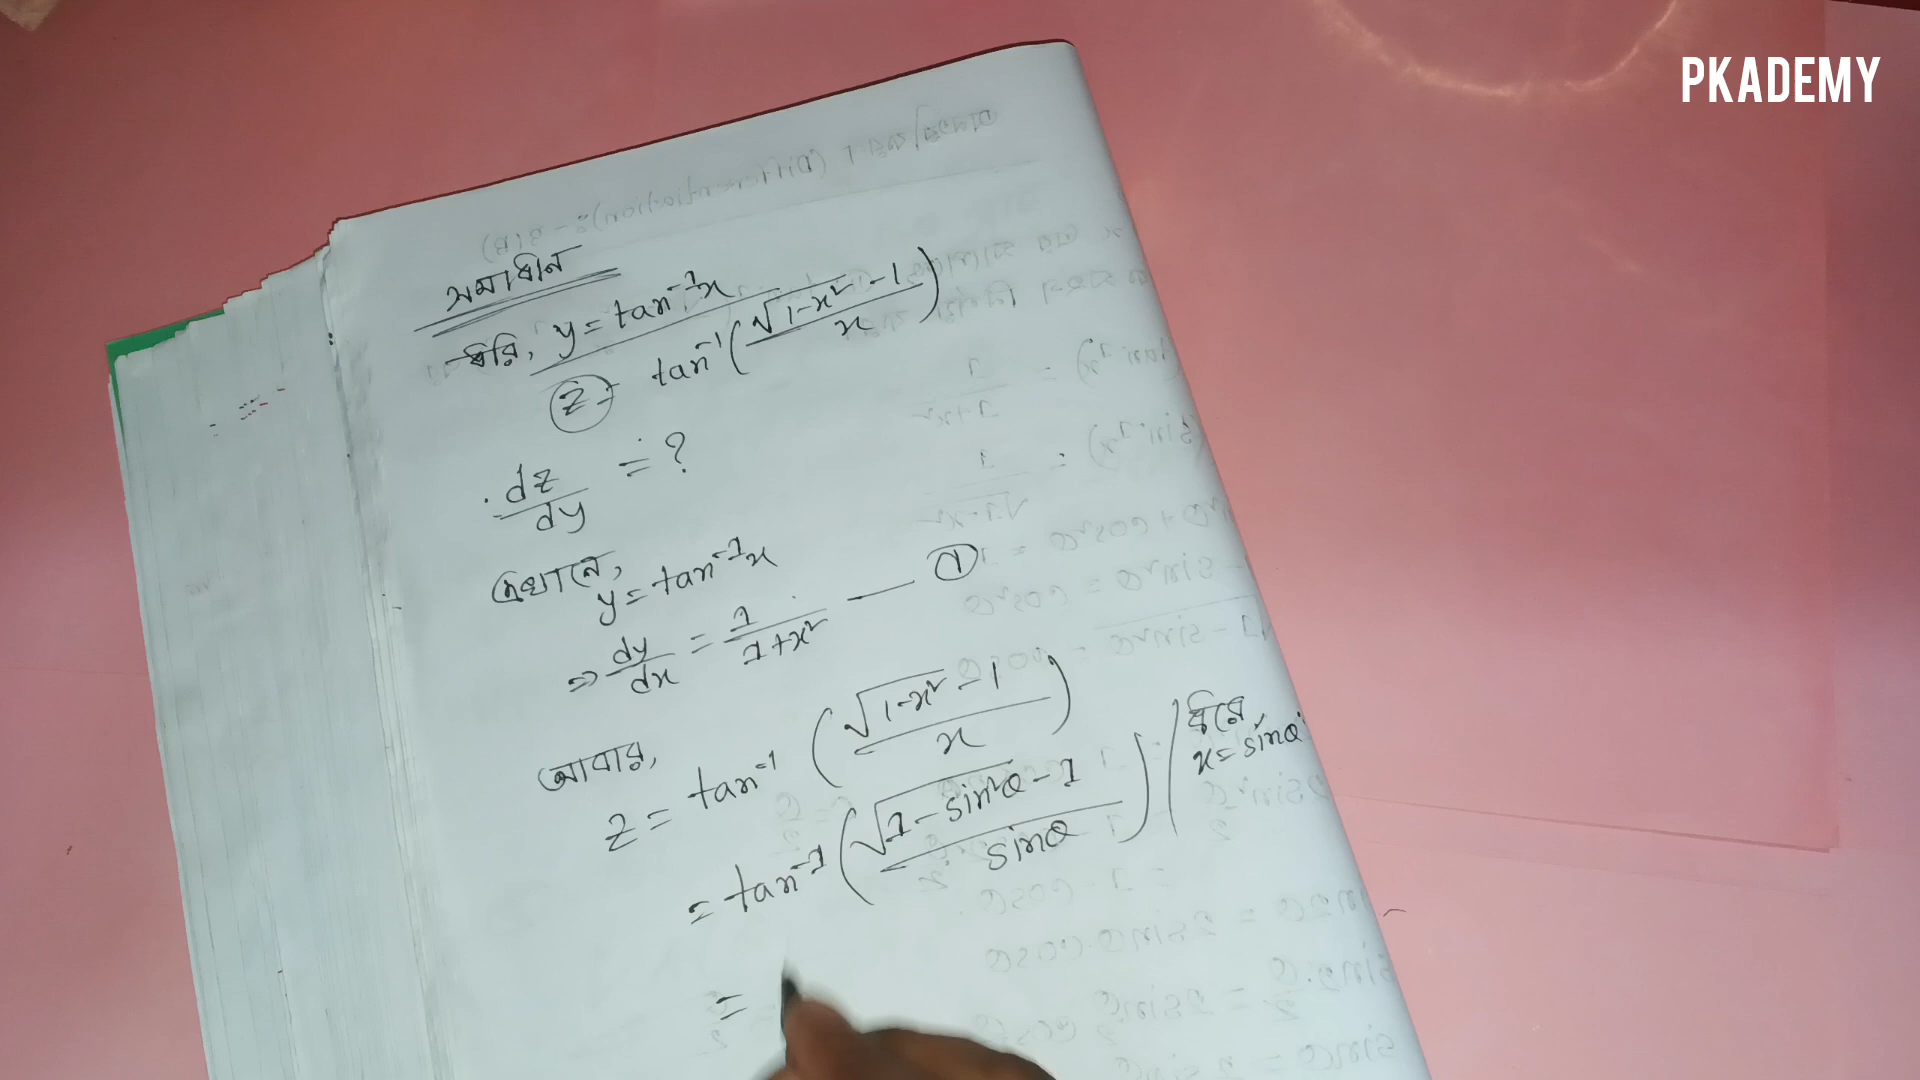 PKADEMY
সমাধান
ধরি, y = tan⁻¹x
z = tan⁻¹(√(1-x²) - 1 / x)
dz/dy = ?
এখানে,
y = tan⁻¹x
⇒ dy/dx = 1/(1+x²) — ①
আবার,
z = tan⁻¹(√(1-x²) - 1 / x)
= tan⁻¹(√(1-sin²θ) - 1 / sinθ) | ধরে, x = sinθ
=